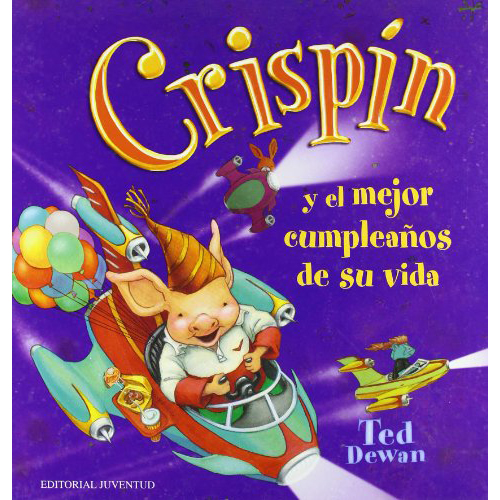 Crispín
y el mejor
cumpleaños
de su vida
Ted
Dewan
EDITORIAL JUVENTUD